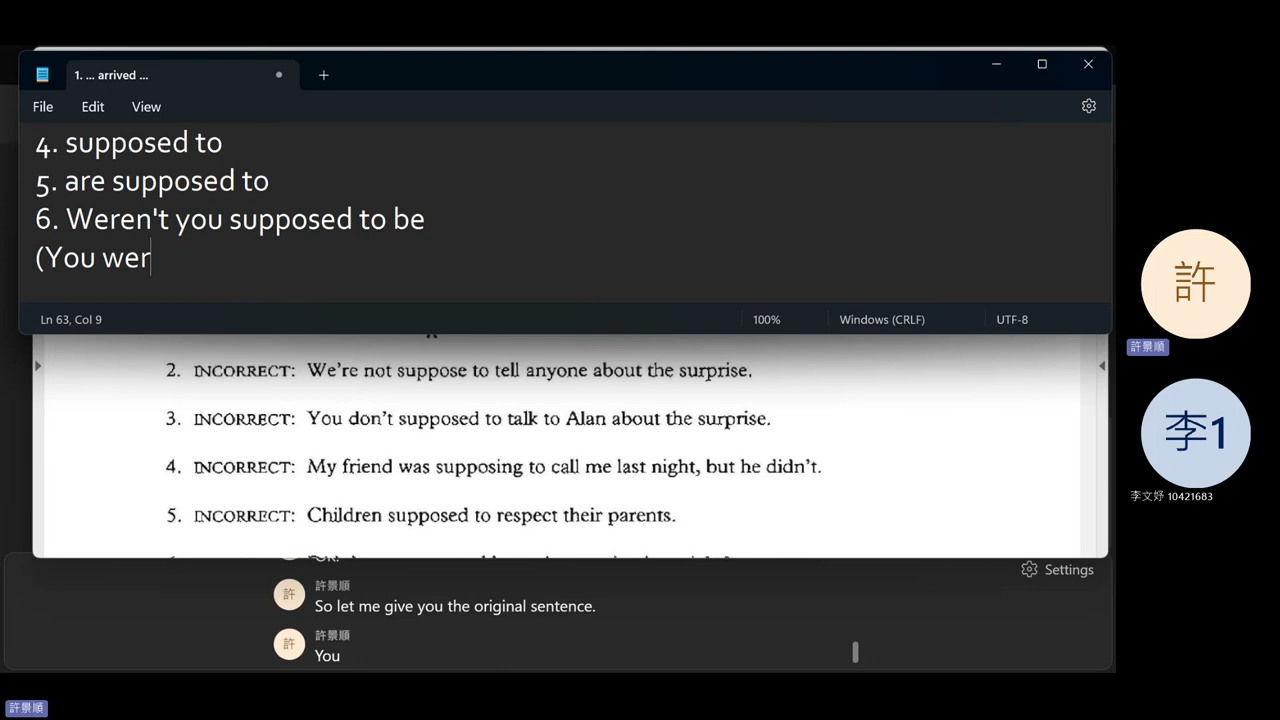 1. ... arrived ...
File Edit View
4. supposed to
5. are supposed to
6. Weren't you supposed to be
(You wer
Ln 63, Col 9 100% Windows (CRLF) UTF-8
2. INCORRECT: We're not suppose to tell anyone about the surprise.
3. INCORRECT: You don't supposed to talk to Alan about the surprise.
4. INCORRECT: My friend was supposing to call me last night, but he didn't.
5. INCORRECT: Children supposed to respect their parents.
Settings
許 許景順
So let me give you the original sentence.
許 許景順
You
許
許景順
李1
李文妤 10421683
許景順